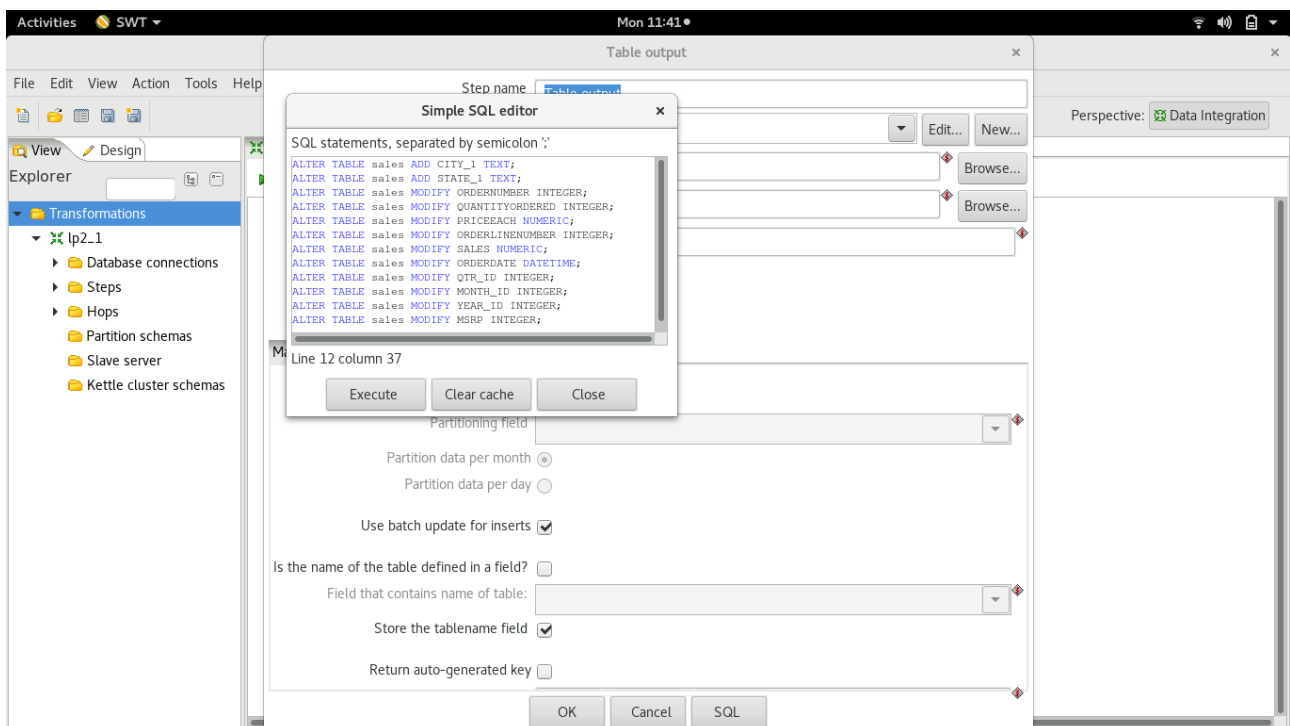 Activities SWT Mon 11:41
Table output
File Edit View Action Tools Help
Step name Table output
Simple SQL editor
Perspective: Data Integration
Edit... New...
View Design
SQL statements, separated by semicolon ';'
Explorer
Browse...
Browse...
ALTER TABLE sales ADD CITY_1 TEXT;
ALTER TABLE sales ADD STATE_1 TEXT;
ALTER TABLE sales MODIFY ORDERNUMBER INTEGER;
ALTER TABLE sales MODIFY QUANTITYORDERED INTEGER;
ALTER TABLE sales MODIFY PRICEEACH NUMERIC;
ALTER TABLE sales MODIFY ORDERLINENUMBER INTEGER;
ALTER TABLE sales MODIFY SALES NUMERIC;
ALTER TABLE sales MODIFY ORDERDATE DATETIME;
ALTER TABLE sales MODIFY QTR_ID INTEGER;
ALTER TABLE sales MODIFY MONTH_ID INTEGER;
ALTER TABLE sales MODIFY YEAR_ID INTEGER;
ALTER TABLE sales MODIFY MSRP INTEGER;
Transformations
lp2_1
Database connections
Steps
Hops
Partition schemas
Slave server
Kettle cluster schemas
Line 12 column 37
Execute Clear cache Close
Partitioning field
Partition data per month
Partition data per day
Use batch update for inserts
Is the name of the table defined in a field?
Field that contains name of table:
Store the tablename field
Return auto-generated key
OK Cancel SQL